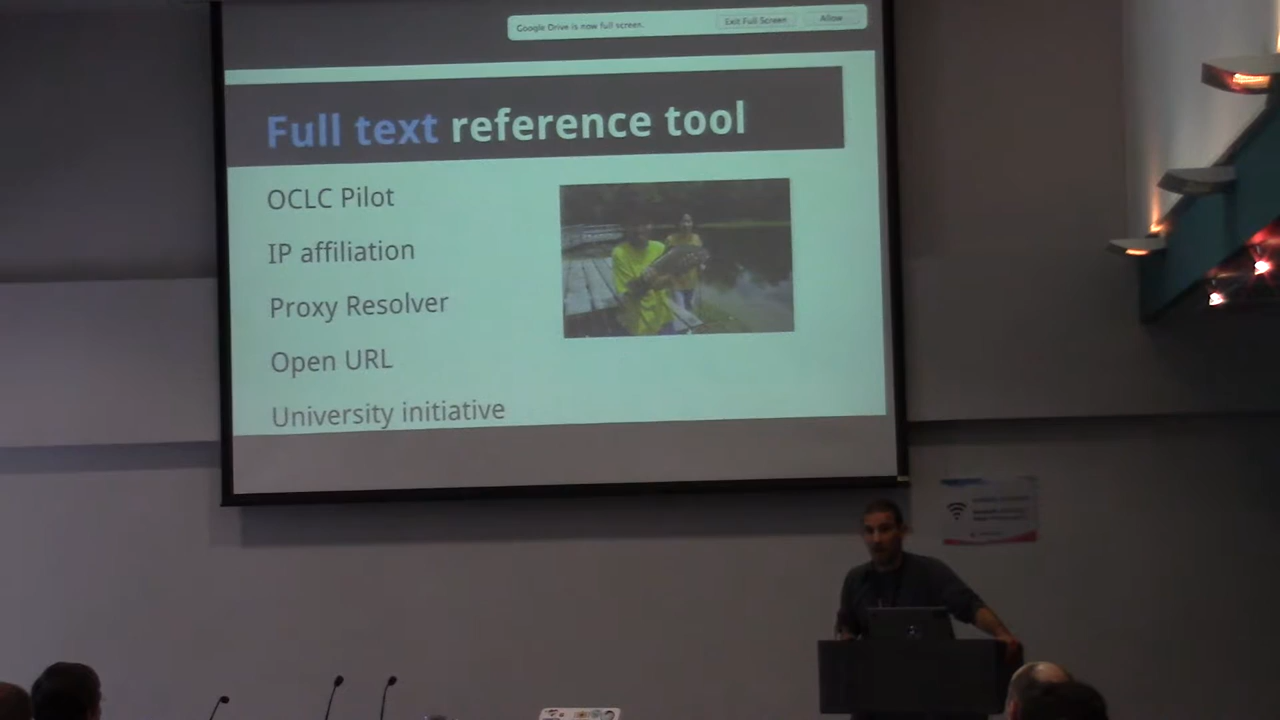 Google Drive is now full screen.
Exit Full Screen
Allow
Full text reference tool
OCLC Pilot
IP affiliation
Proxy Resolver
Open URL
University initiative